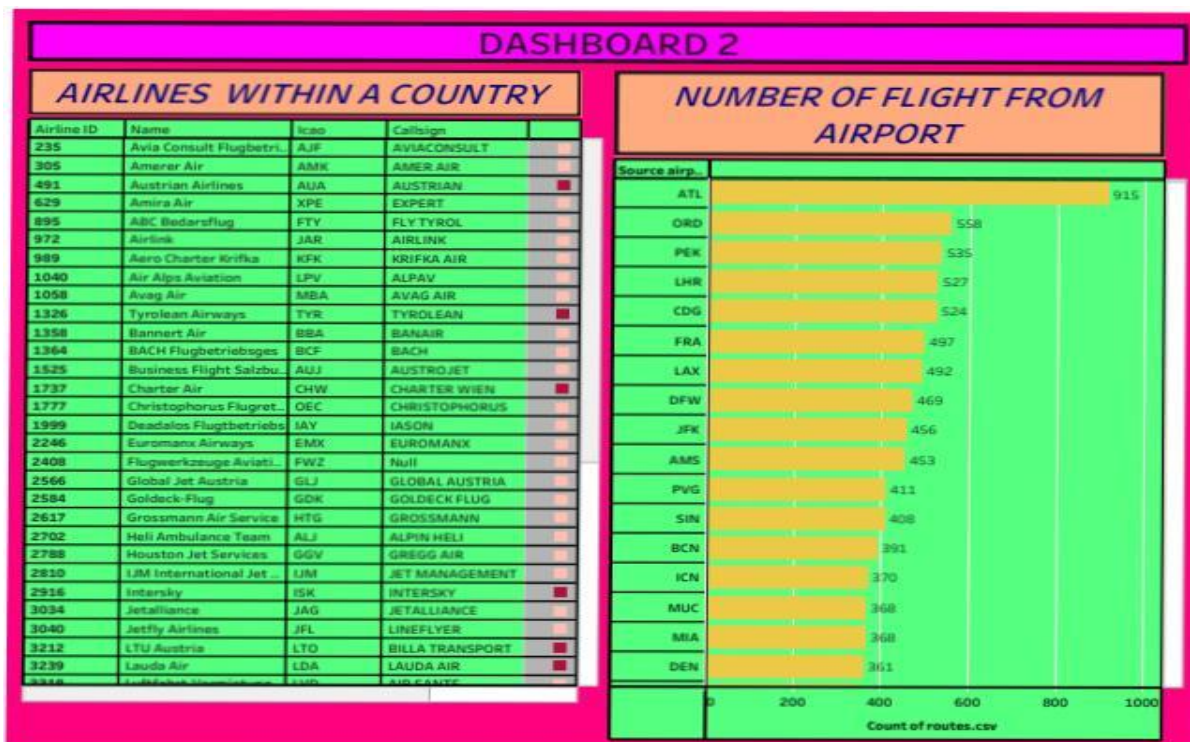 DASHBOARD 2
AIRLINES WITHIN A COUNTRY
Airline ID Name Icao Callsign
235 Avia Consult Flugbetri.. AJF AVIACONSULT
305 Amerer Air AMK AMER AIR
491 Austrian Airlines AUA AUSTRIAN
629 Amira Air XPE EXPERT
895 ABC Bedarsflug FTY FLY TYROL
972 Airlink JAR AIRLINK
989 Aero Charter Krifka KFK KRIFKA AIR
1040 Air Alps Aviation LPV ALPAV
1058 Avag Air MBA AVAG AIR
1326 Tyrolean Airways TYR TYROLEAN
1358 Bannert Air BBA BANAIR
1364 BACH Flugbetriebsges BCF BACH
1525 Business Flight Salzbu.. AUJ AUSTROJET
1737 Charter Air CHW CHARTER WIEN
1777 Christophorus Flugret.. OEC CHRISTOPHORUS
1999 Deadalos Flugtbetriebs IAY IASON
2246 Euromanx Airways EMX EUROMANX
2408 Flugwerkzeuge Aviati.. FWZ Null
2566 Global Jet Austria GLJ GLOBAL AUSTRIA
2584 Goldeck-Flug GDK GOLDECK FLUG
2617 Grossmann Air Service HTG GROSSMANN
2702 Heli Ambulance Team ALJ ALPIN HELI
2788 Houston Jet Services GGV GREGG AIR
2810 IJM International Jet .. IJM JET MANAGEMENT
2916 Intersky ISK INTERSKY
3034 Jetalliance JAG JETALLIANCE
3040 Jetfly Airlines JFL LINEFLYER
3212 LTU Austria LTO BILLA TRANSPORT
3239 Lauda Air LDA LAUDA AIR
NUMBER OF FLIGHT FROM
AIRPORT
Source airp..
ATL 915
ORD 558
PEK 535
LHR 527
CDG 524
FRA 497
LAX 492
DFW 469
JFK 456
AMS 453
PVG 411
SIN 408
BCN 391
ICN 370
MUC 368
MIA 368
DEN 361
0 200 400 600 800 1000
Count of routes.csv